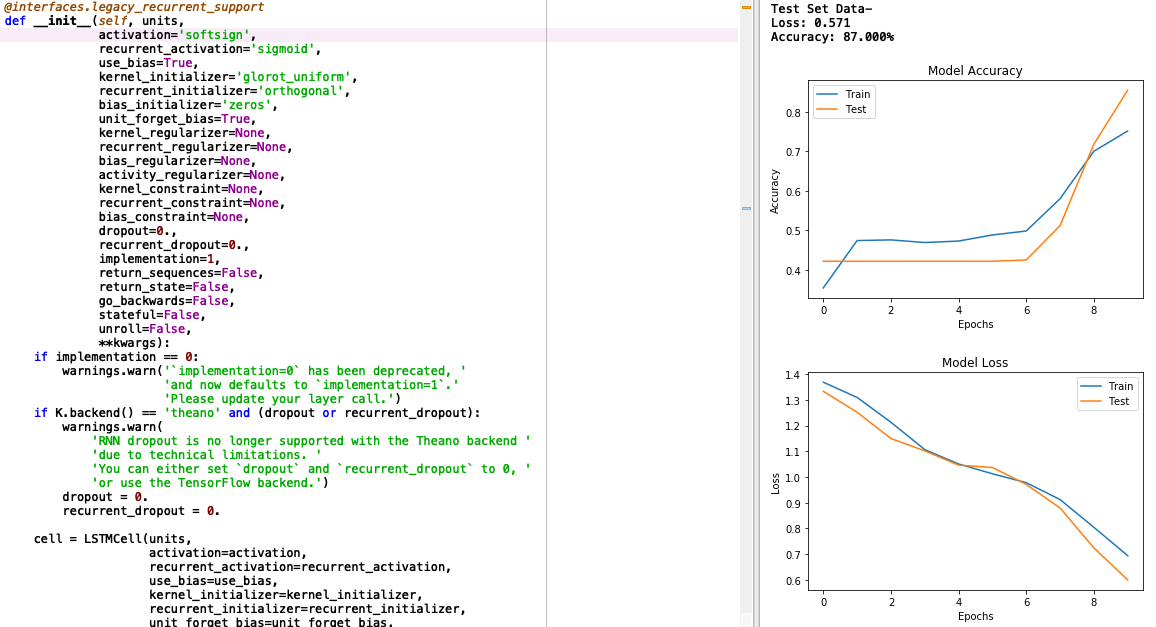 @interfaces.legacy_recurrent_support
def __init__(self, units,
activation='softsign',
recurrent_activation='sigmoid',
use_bias=True,
kernel_initializer='glorot_uniform',
recurrent_initializer='orthogonal',
bias_initializer='zeros',
unit_forget_bias=True,
kernel_regularizer=None,
recurrent_regularizer=None,
bias_regularizer=None,
activity_regularizer=None,
kernel_constraint=None,
recurrent_constraint=None,
bias_constraint=None,
dropout=0.,
recurrent_dropout=0.,
implementation=1,
return_sequences=False,
return_state=False,
go_backwards=False,
stateful=False,
unroll=False,
**kwargs):
if implementation == 0:
warnings.warn('`implementation=0` has been deprecated, '
'and now defaults to `implementation=1`.'
'Please update your layer call.')
if K.backend() == 'theano' and (dropout or recurrent_dropout):
warnings.warn(
'RNN dropout is no longer supported with the Theano backend '
'due to technical limitations. '
'You can either set `dropout` and `recurrent_dropout` to 0, '
'or use the TensorFlow backend.')
dropout = 0.
recurrent_dropout = 0.
cell = LSTMCell(units,
activation=activation,
recurrent_activation=recurrent_activation,
use_bias=use_bias,
kernel_initializer=kernel_initializer,
recurrent_initializer=recurrent_initializer,
unit_forget_bias=unit_forget_bias,
Test Set Data-
Loss: 0.571
Accuracy: 87.000%
Model Accuracy
Train
Test
0.8
0.7
0.6
0.5
0.4
Accuracy
0 2 4 6 8
Epochs
Model Loss
Train
Test
1.4
1.3
1.2
1.1
1.0
0.9
0.8
0.7
0.6
Loss
0 2 4 6 8
Epochs